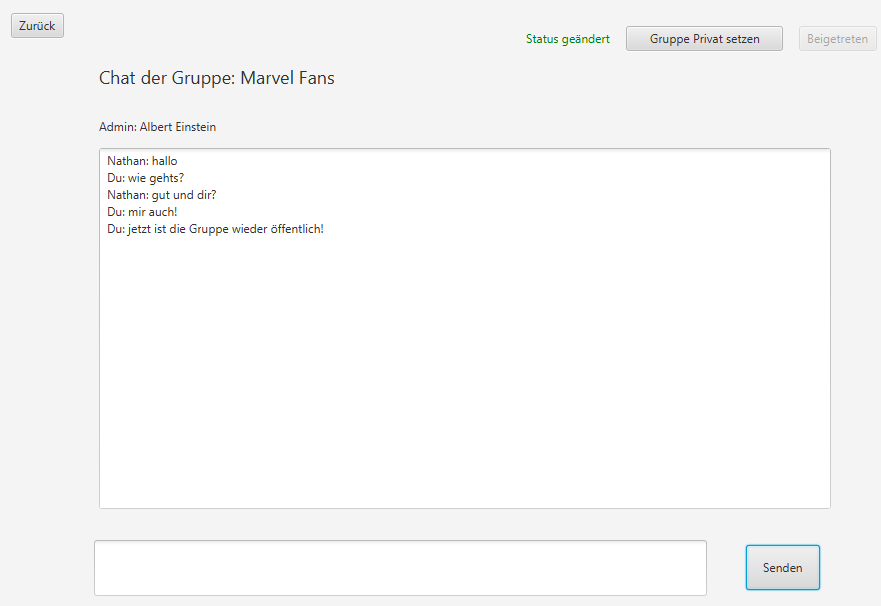 Zurück
Status geändert
Gruppe Privat setzen
Beigetreten
Chat der Gruppe: Marvel Fans
Admin: Albert Einstein
Nathan: hallo
Du: wie gehts?
Nathan: gut und dir?
Du: mir auch!
Du: jetzt ist die Gruppe wieder öffentlich!
Senden